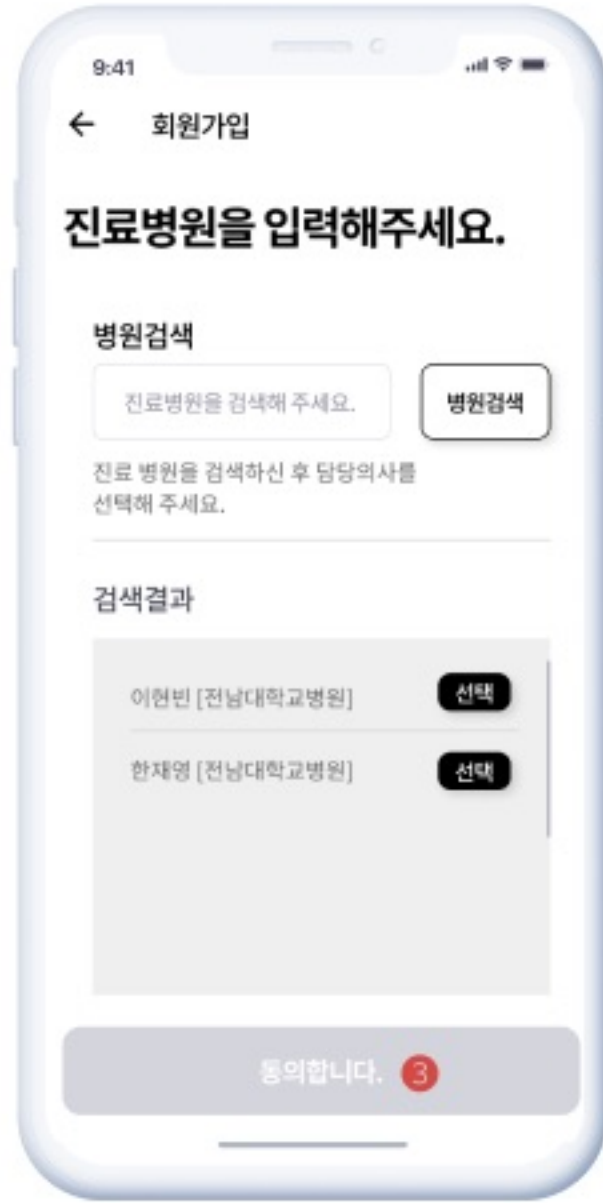 9:41
회원가입
진료병원을 입력해주세요.
병원검색
진료병원을 검색해 주세요.
병원검색
진료 병원을 검색하신 후 담당의사를
선택해 주세요.
검색결과
이현빈 [전남대학교병원]
선택
한재영 [전남대학교병원]
선택
동의합니다. 3